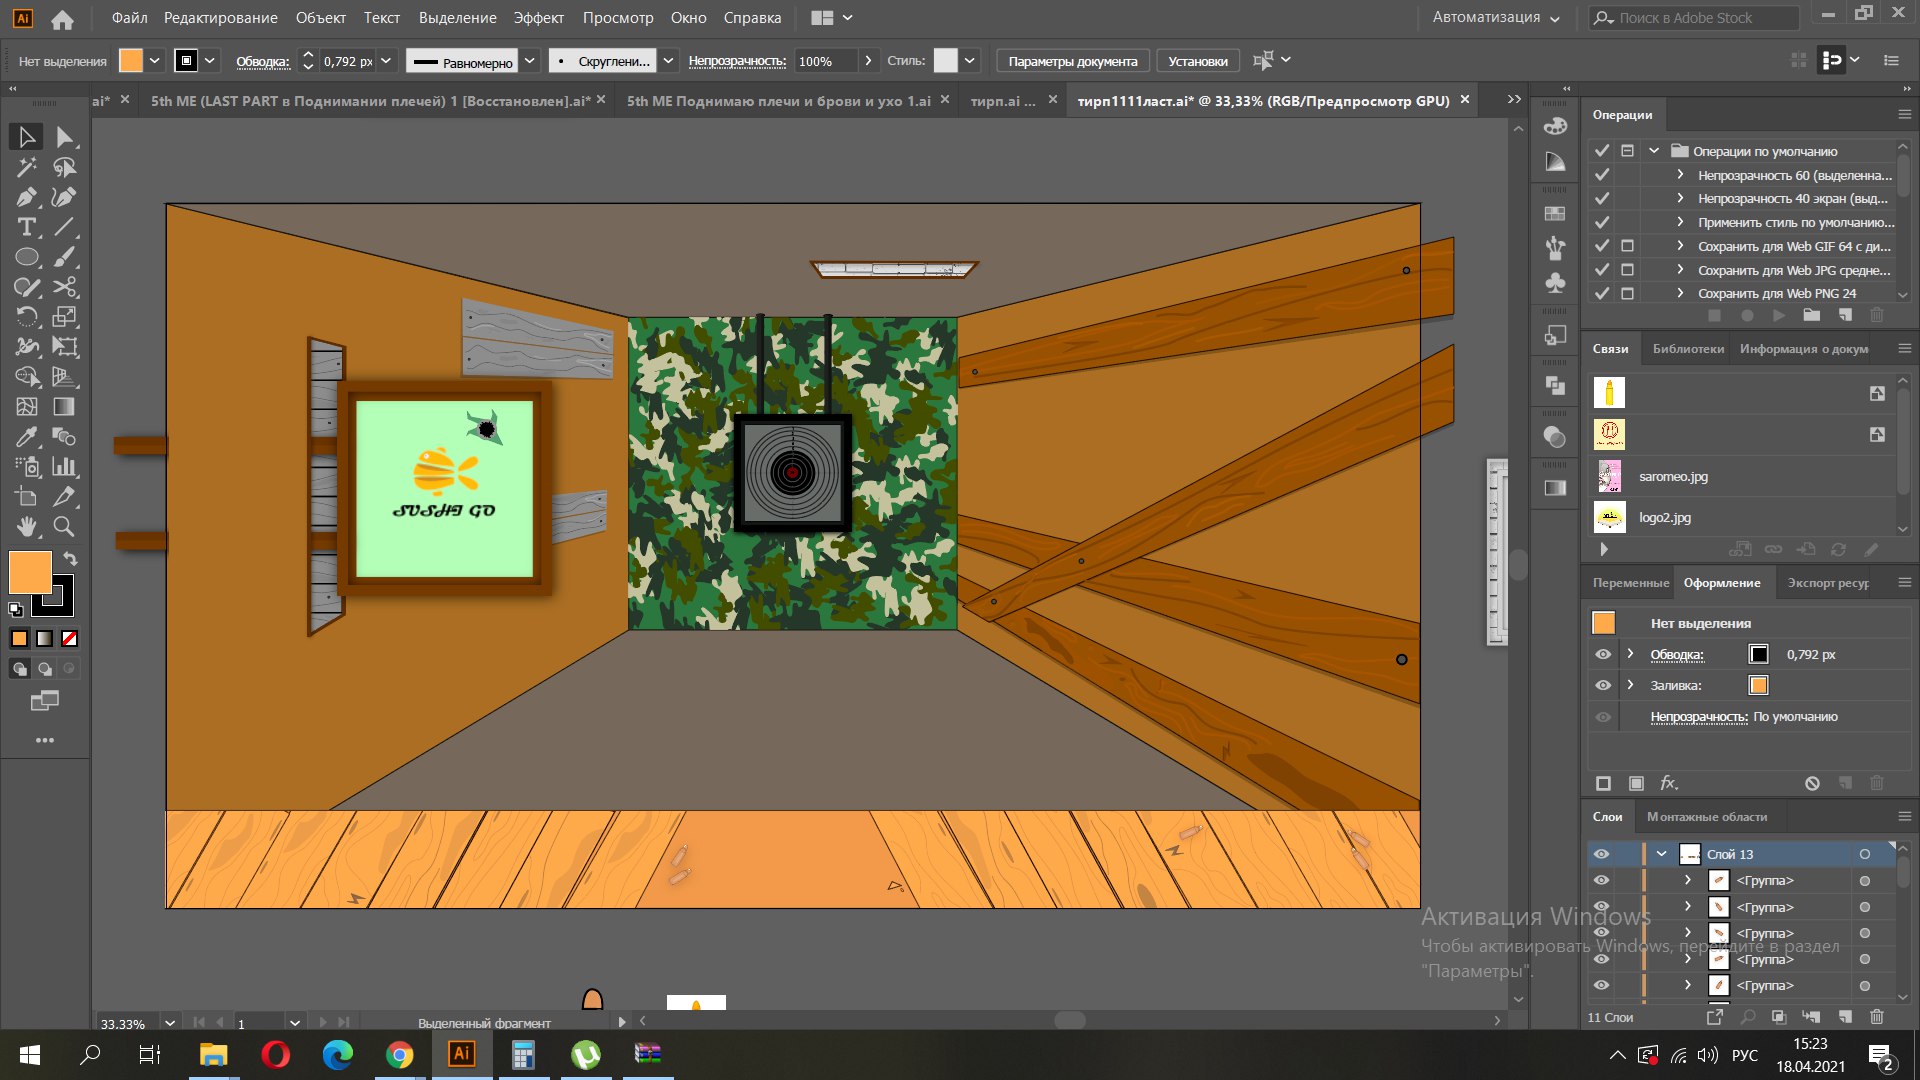 Файл Редактирование Объект Текст Выделение Эффект Просмотр Окно Справка
Автоматизация
Поиск в Adobe Stock
Нет выделения
Обводка:
0,792 px
Равномерно
Скруглени...
Непрозрачность:
100%
Стиль:
Параметры документа
Установки
ai*
5th ME (LAST PART в Поднимании плечей) 1 [Восстановлен].ai*
5th ME Поднимаю плечи и брови и ухо 1.ai
тирп.ai ...
тирп1111ласт.ai* @ 33,33% (RGB/Предпросмотр GPU)
SUSHI GO
Операции
Операции по умолчанию
Непрозрачность 60 (выделенна...
Непрозрачность 40 экран (выд...
Применить стиль по умолчанию...
Сохранить для Web GIF 64 с ди...
Сохранить для Web JPG средне...
Сохранить для Web PNG 24
Связи Библиотеки Информация о докум
saromeo.jpg
logo2.jpg
Переменные Оформление Экспорт ресур
Нет выделения
Обводка: 0,792 px
Заливка:
Непрозрачность: По умолчанию
fx
Слои Монтажные области
Слой 13
<Группа>
<Группа>
<Группа>
<Группа>
<Группа>
11 Слои
Активация Windows
Чтобы активировать Windows, перейдите в раздел
"Параметры".
33,33%
1
Выделенный фрагмент
Ai
РУС
15:23
18.04.2021
2